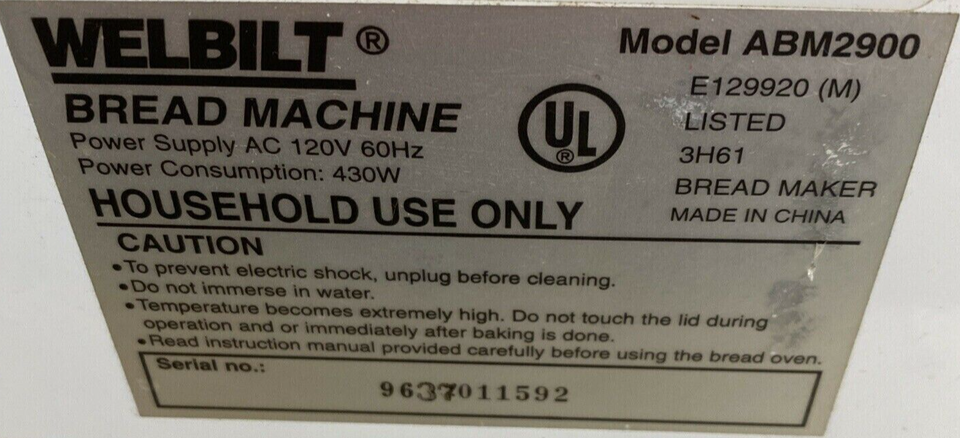 WELBILT®
BREAD MACHINE
Power Supply AC 120V 60Hz
Power Consumption: 430W
HOUSEHOLD USE ONLY
Model ABM2900
E129920 (M)
UL®
LISTED
3H61
BREAD MAKER
MADE IN CHINA
CAUTION
•To prevent electric shock, unplug before cleaning.
•Do not immerse in water.
•Temperature becomes extremely high. Do not touch the lid during
operation and or immediately after baking is done.
•Read instruction manual provided carefully before using the bread oven.
Serial no.:
9637011592